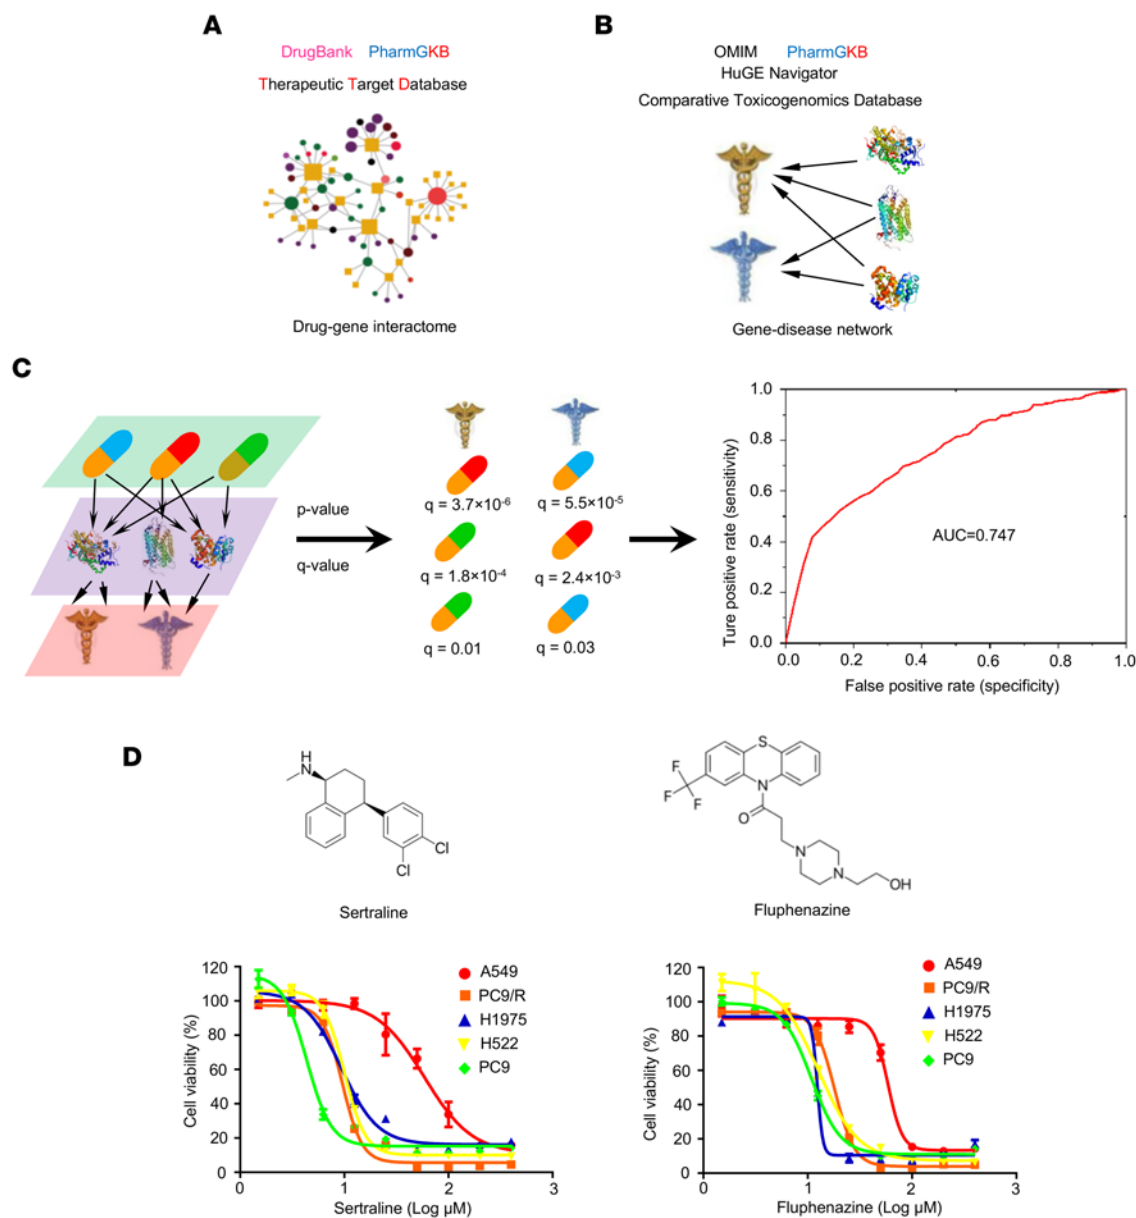 A
DrugBank PharmGKB
Therapeutic Target Database
Drug-gene interactome
B
OMIM PharmGKB
HuGE Navigator
Comparative Toxicogenomics Database
Gene-disease network
C
p-value
q-value
q = 3.7×10-6
q = 5.5×10-5
q = 1.8×10-4
q = 2.4×10-3
q = 0.01
q = 0.03
Ture positive rate (sensitivity)
1.0
0.8
0.6
0.4
0.2
0.0
AUC=0.747
0.0 0.2 0.4 0.6 0.8 1.0
False positive rate (specificity)
D
H
N
Cl
Cl
Sertraline
S
F
F
F
N
O
N
N
OH
Fluphenazine
Cell viability (%)
120
100
80
60
40
20
0
A549
PC9/R
H1975
H522
PC9
0 1 2 3
Sertraline (Log µM)
Cell viability (%)
120
100
80
60
40
20
0
A549
PC9/R
H1975
H522
PC9
0 1 2 3
Fluphenazine (Log µM)